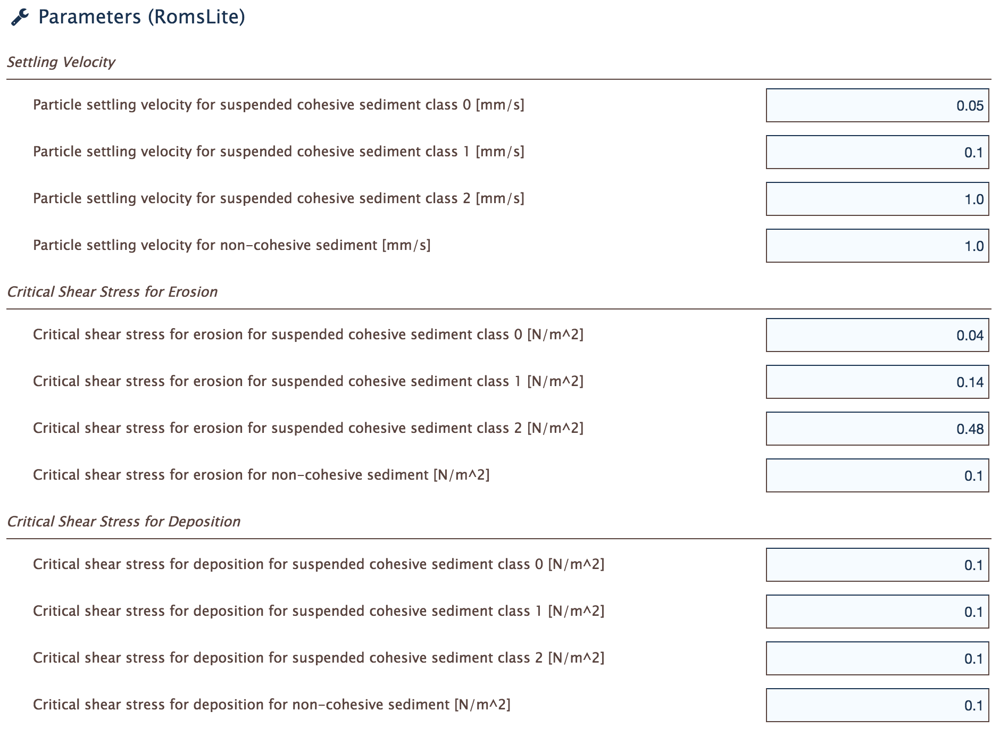 Parameters (RomsLite)
Settling Velocity
Particle settling velocity for suspended cohesive sediment class 0 [mm/s] 0.05
Particle settling velocity for suspended cohesive sediment class 1 [mm/s] 0.1
Particle settling velocity for suspended cohesive sediment class 2 [mm/s] 1.0
Particle settling velocity for non-cohesive sediment [mm/s] 1.0
Critical Shear Stress for Erosion
Critical shear stress for erosion for suspended cohesive sediment class 0 [N/m^2] 0.04
Critical shear stress for erosion for suspended cohesive sediment class 1 [N/m^2] 0.14
Critical shear stress for erosion for suspended cohesive sediment class 2 [N/m^2] 0.48
Critical shear stress for erosion for non-cohesive sediment [N/m^2] 0.1
Critical Shear Stress for Deposition
Critical shear stress for deposition for suspended cohesive sediment class 0 [N/m^2] 0.1
Critical shear stress for deposition for suspended cohesive sediment class 1 [N/m^2] 0.1
Critical shear stress for deposition for suspended cohesive sediment class 2 [N/m^2] 0.1
Critical shear stress for deposition for non-cohesive sediment [N/m^2] 0.1